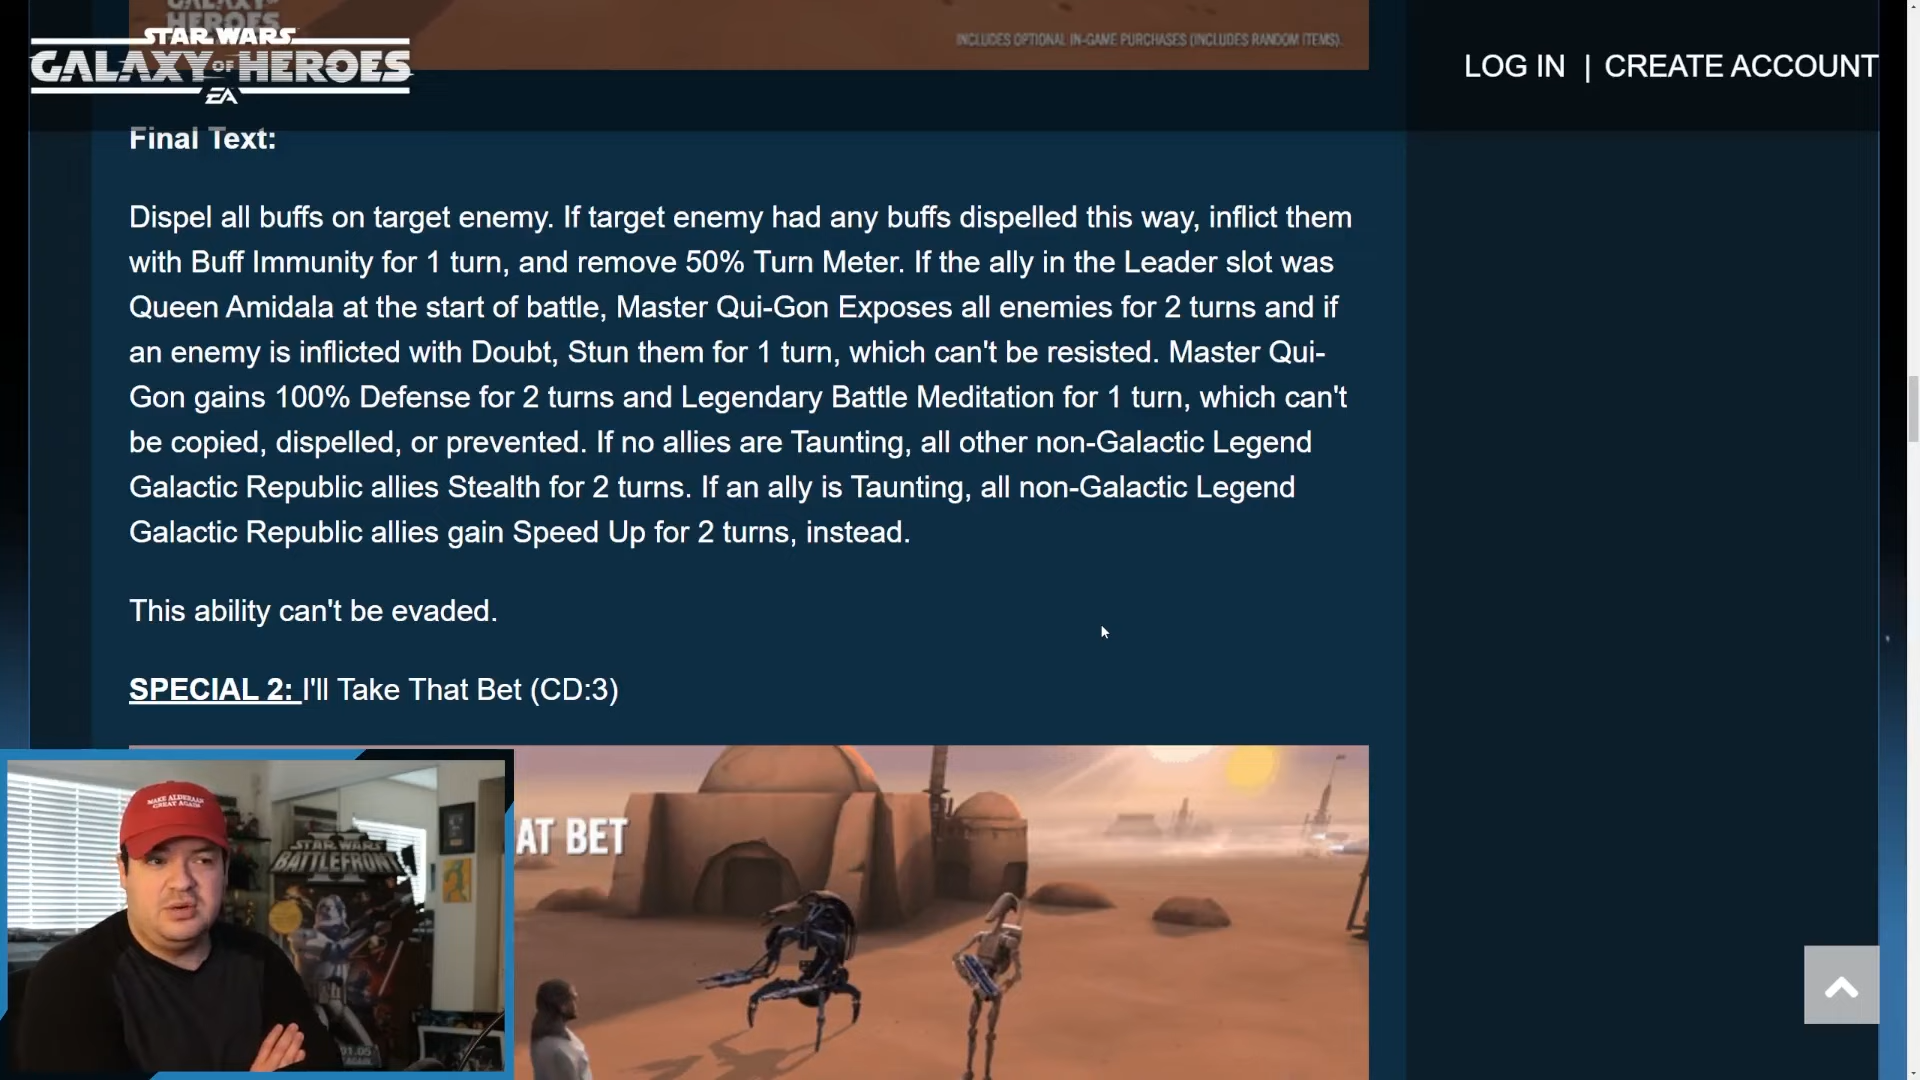 GALAXY OF
HEROES
STAR WARS
GALAXY OF HEROES
EA
INCLUDES OPTIONAL IN-GAME PURCHASES (INCLUDES RANDOM ITEMS).
LOG IN | CREATE ACCOUNT
Final Text:
Dispel all buffs on target enemy. If target enemy had any buffs dispelled this way, inflict them
with Buff Immunity for 1 turn, and remove 50% Turn Meter. If the ally in the Leader slot was
Queen Amidala at the start of battle, Master Qui-Gon Exposes all enemies for 2 turns and if
an enemy is inflicted with Doubt, Stun them for 1 turn, which can't be resisted. Master Qui-
Gon gains 100% Defense for 2 turns and Legendary Battle Meditation for 1 turn, which can't
be copied, dispelled, or prevented. If no allies are Taunting, all other non-Galactic Legend
Galactic Republic allies Stealth for 2 turns. If an ally is Taunting, all non-Galactic Legend
Galactic Republic allies gain Speed Up for 2 turns, instead.
This ability can't be evaded.
SPECIAL 2: I'll Take That Bet (CD:3)
AT BET
MAKE ALDERAAN
GREAT AGAIN
STAR WARS
BATTLEFRONT